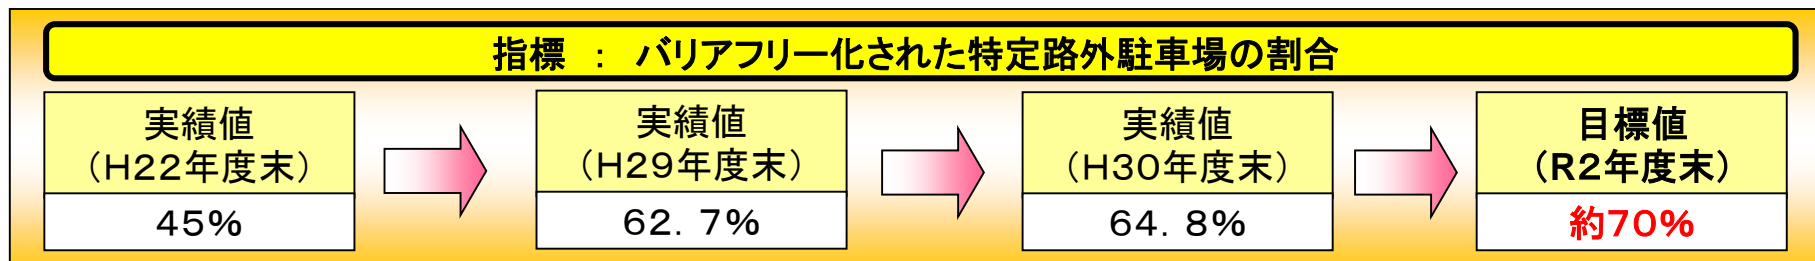 指標 ： バリアフリー化された特定路外駐車場の割合
実績値
（H22年度末）
45%
実績値
（H29年度末）
62．7%
実績値
（H30年度末）
64．8%
目標値
（R2年度末）
約70%